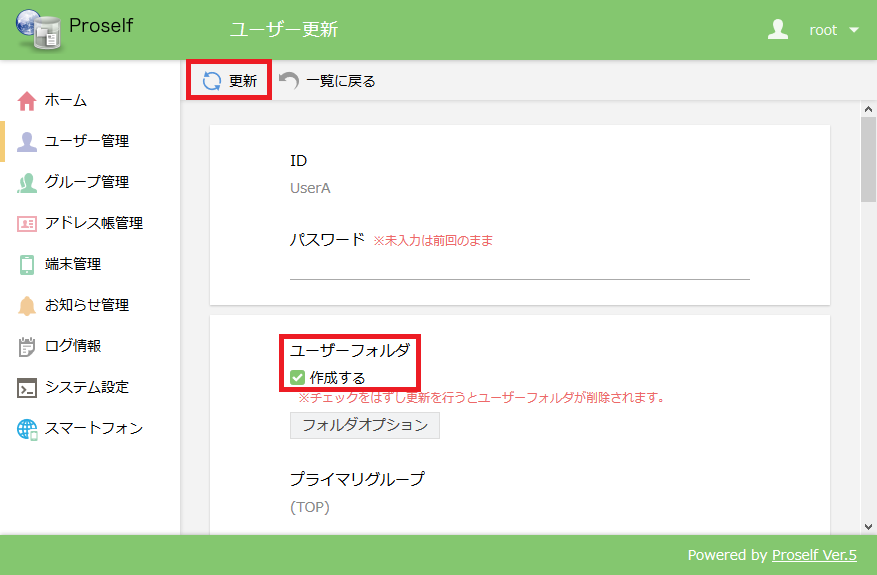 Proself
ユーザー更新
root
更新
一覧に戻る
ホーム
ユーザー管理
グループ管理
アドレス帳管理
端末管理
お知らせ管理
ログ情報
システム設定
スマートフォン
ID
UserA
パスワード ※未入力は前回のまま
ユーザーフォルダ
作成する
※チェックをはずし更新を行うとユーザーフォルダが削除されます。
フォルダオプション
プライマリグループ
(TOP)
Powered by Proself Ver.5